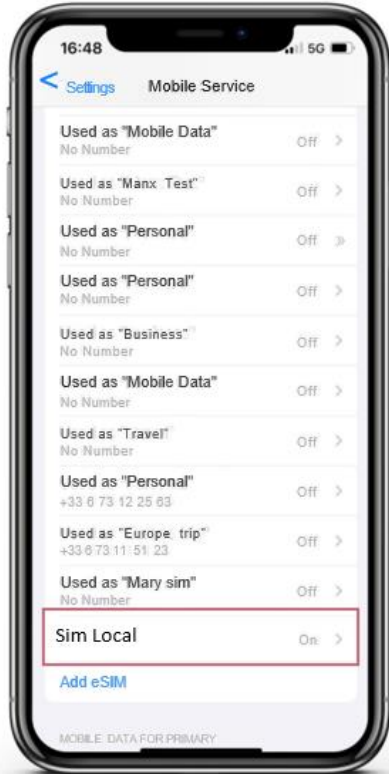 16:48
5G
< Settings Mobile Service
Used as "Mobile Data"
No Number
Off >
Used as "Manx Test"
No Number
Off >
Used as "Personal"
No Number
Off »
Used as "Personal"
No Number
Off >
Used as "Business"
No Number
Off >
Used as "Mobile Data"
No Number
Off >
Used as "Travel"
No Number
Off >
Used as "Personal"
+33 6 73 12 25 63
Off >
Used as "Europe trip"
+33 6 73 11 51 23
Off >
Used as "Mary sim"
No Number
Off >
Sim Local
On >
Add eSIM
MOBILE DATA FOR PRIMARY